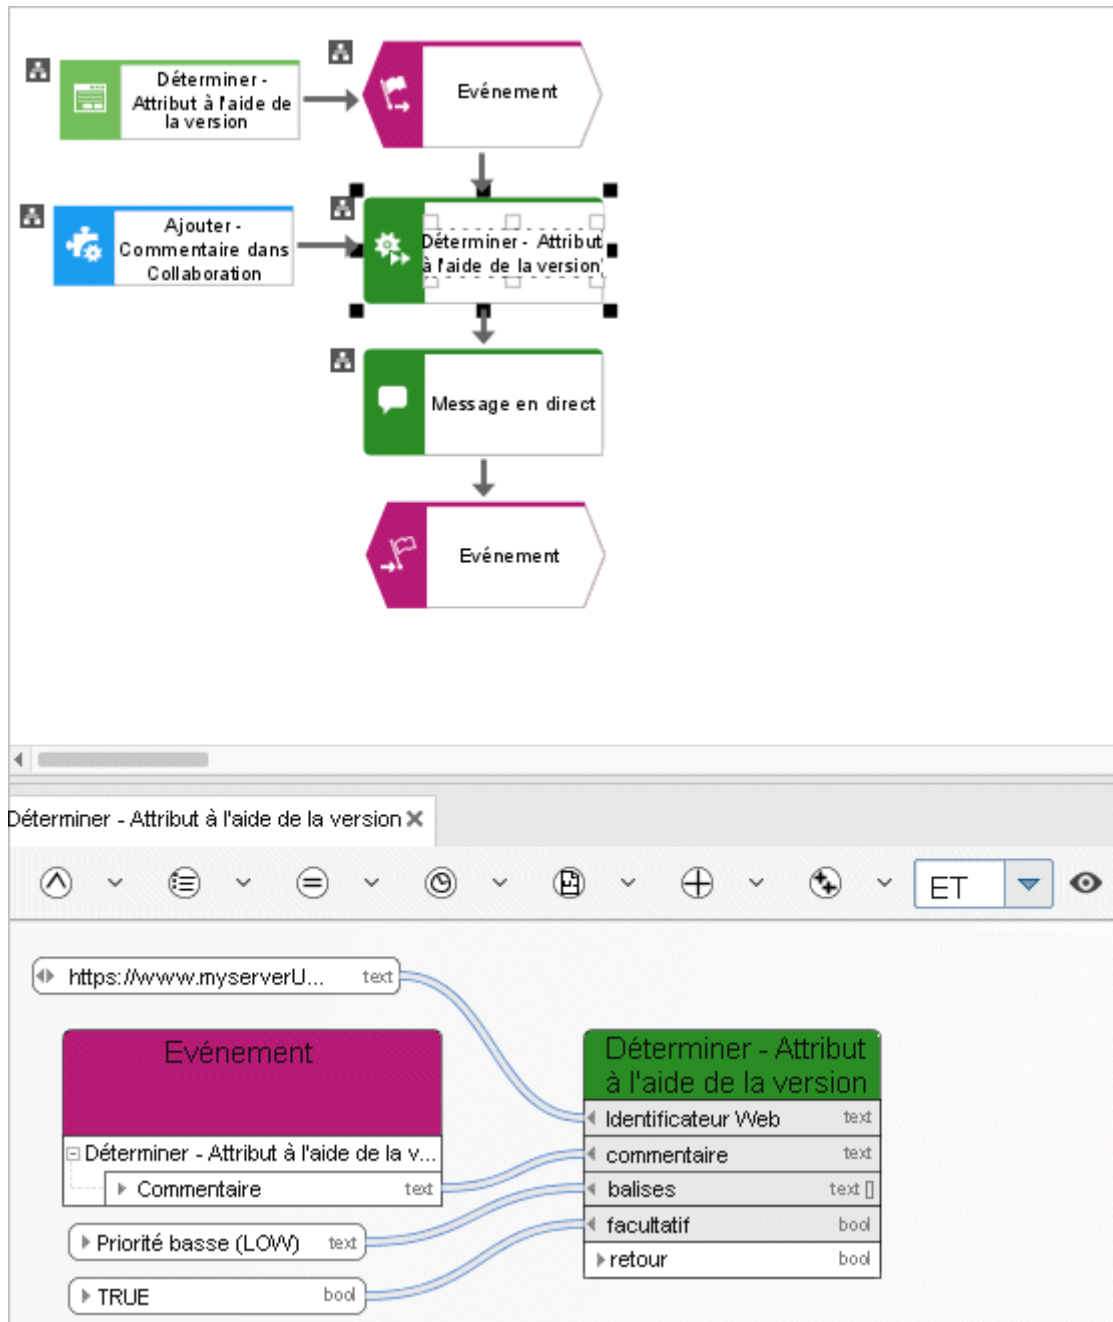 Déterminer -
Attribut à l'aide de
la version
Evénement
Ajouter -
Commentaire dans
Collaboration
Déterminer - Attribut
à l'aide de la version
Message en direct
Evénement
Déterminer - Attribut à l'aide de la version
ET
https://www.myserverU... text
Evénement
Déterminer - Attribut à l'aide de la v...
Commentaire text
Priorité basse (LOW) text
TRUE bool
Déterminer - Attribut
à l'aide de la version
Identificateur Web text
commentaire text
balises text []
facultatif bool
retour bool